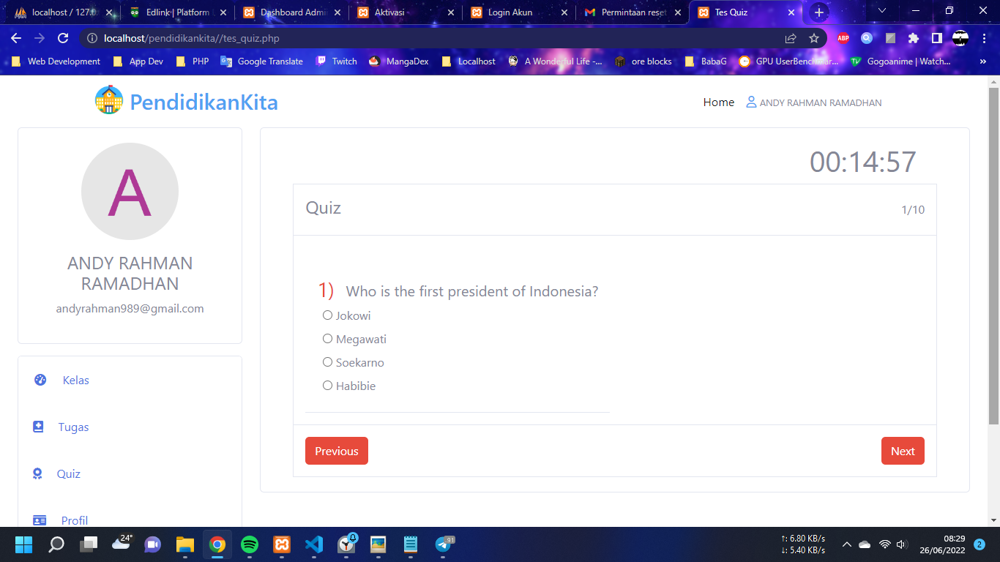 localhost / 127.0
Edlink | Platform
Dashboard Admi
Aktivasi
Login Akun
Permintaan reset
Tes Quiz
localhost/pendidikankita//tes_quiz.php
ABP
Web Development
App Dev
PHP
Google Translate
Twitch
MangaDex
Localhost
A Wonderful Life -...
ore blocks
BabaG
GPU UserBenchmar...
Gogoanime | Watch...
»
PendidikanKita
Home
ANDY RAHMAN RAMADHAN
A
ANDY RAHMAN
RAMADHAN
andyrahman989@gmail.com
Kelas
Tugas
Quiz
Profil
00:14:57
Quiz
1/10
1) Who is the first president of Indonesia?
Jokowi
Megawati
Soekarno
Habibie
Previous
Next
24°
91
↑: 6.80 KB/s
↓: 5.40 KB/s
08:29
26/06/2022
2